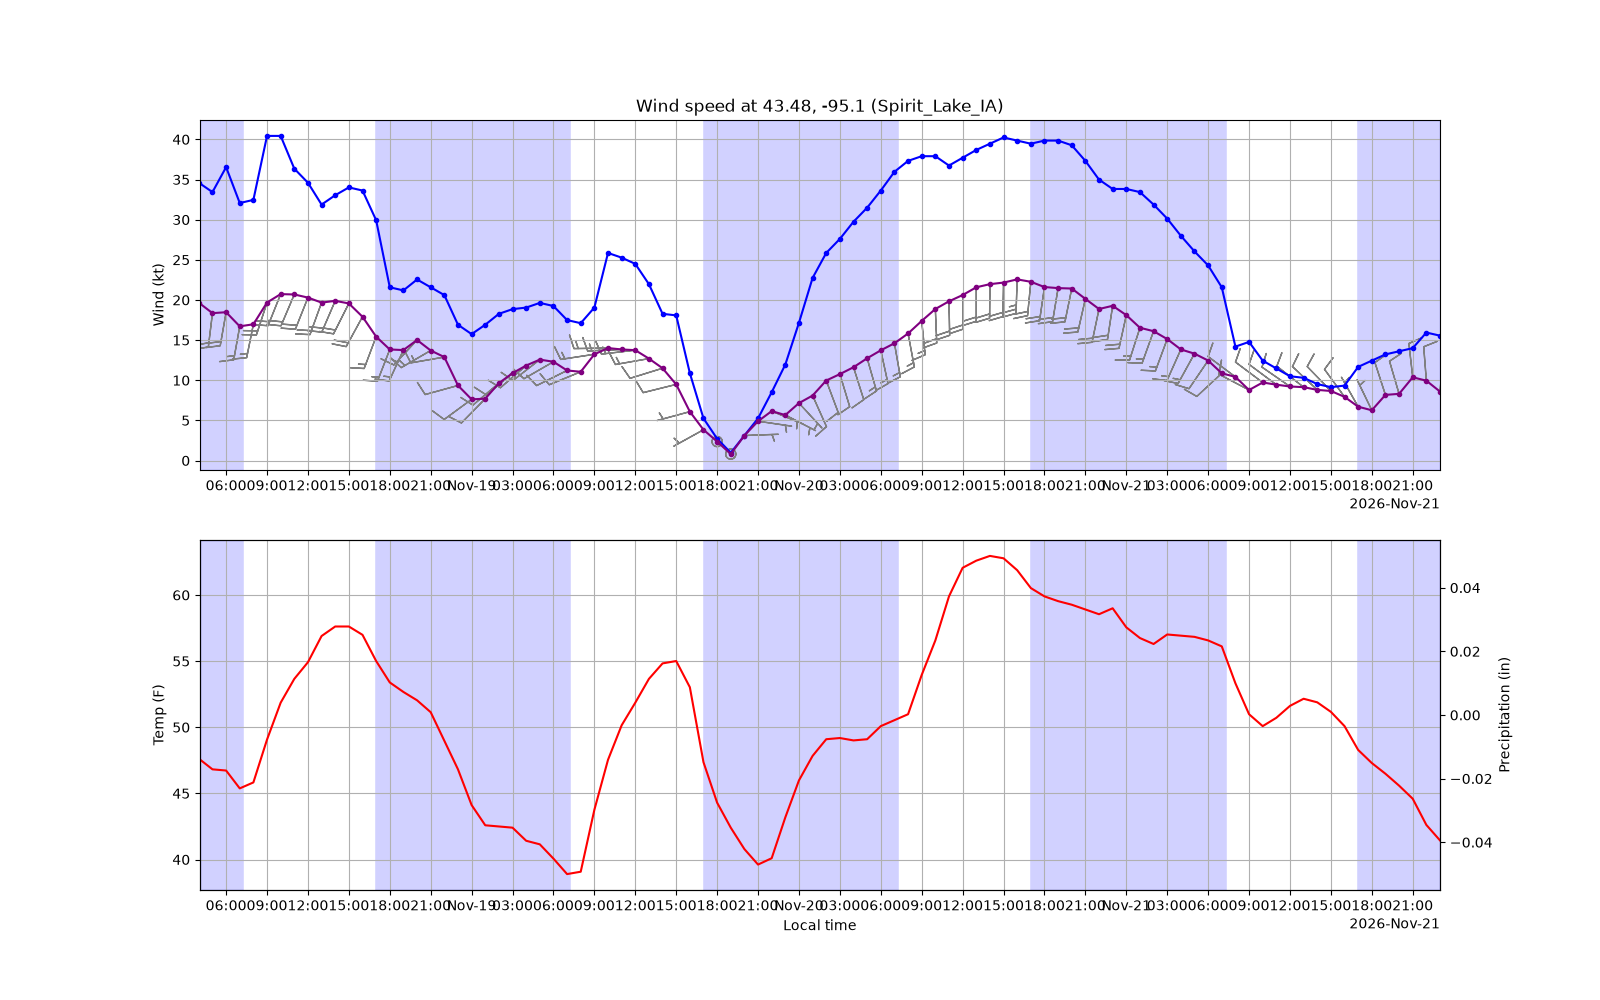 Wind speed at 43.48, -95.1 (Spirit_Lake_IA)
Wind (kt)
40
35
30
25
20
15
10
5
0
06:00 09:00 12:00 15:00 18:00 21:00 Nov-19 03:00 06:00 09:00 12:00 15:00 18:00 21:00 Nov-20 03:00 06:00 09:00 12:00 15:00 18:00 21:00 Nov-21 03:00 06:00 09:00 12:00 15:00 18:00 21:00
2026-Nov-21
Temp (F)
60
55
50
45
40
0.04
0.02
0.00
−0.02
−0.04
Precipitation (in)
06:00 09:00 12:00 15:00 18:00 21:00 Nov-19 03:00 06:00 09:00 12:00 15:00 18:00 21:00 Nov-20 03:00 06:00 09:00 12:00 15:00 18:00 21:00 Nov-21 03:00 06:00 09:00 12:00 15:00 18:00 21:00
Local time
2026-Nov-21